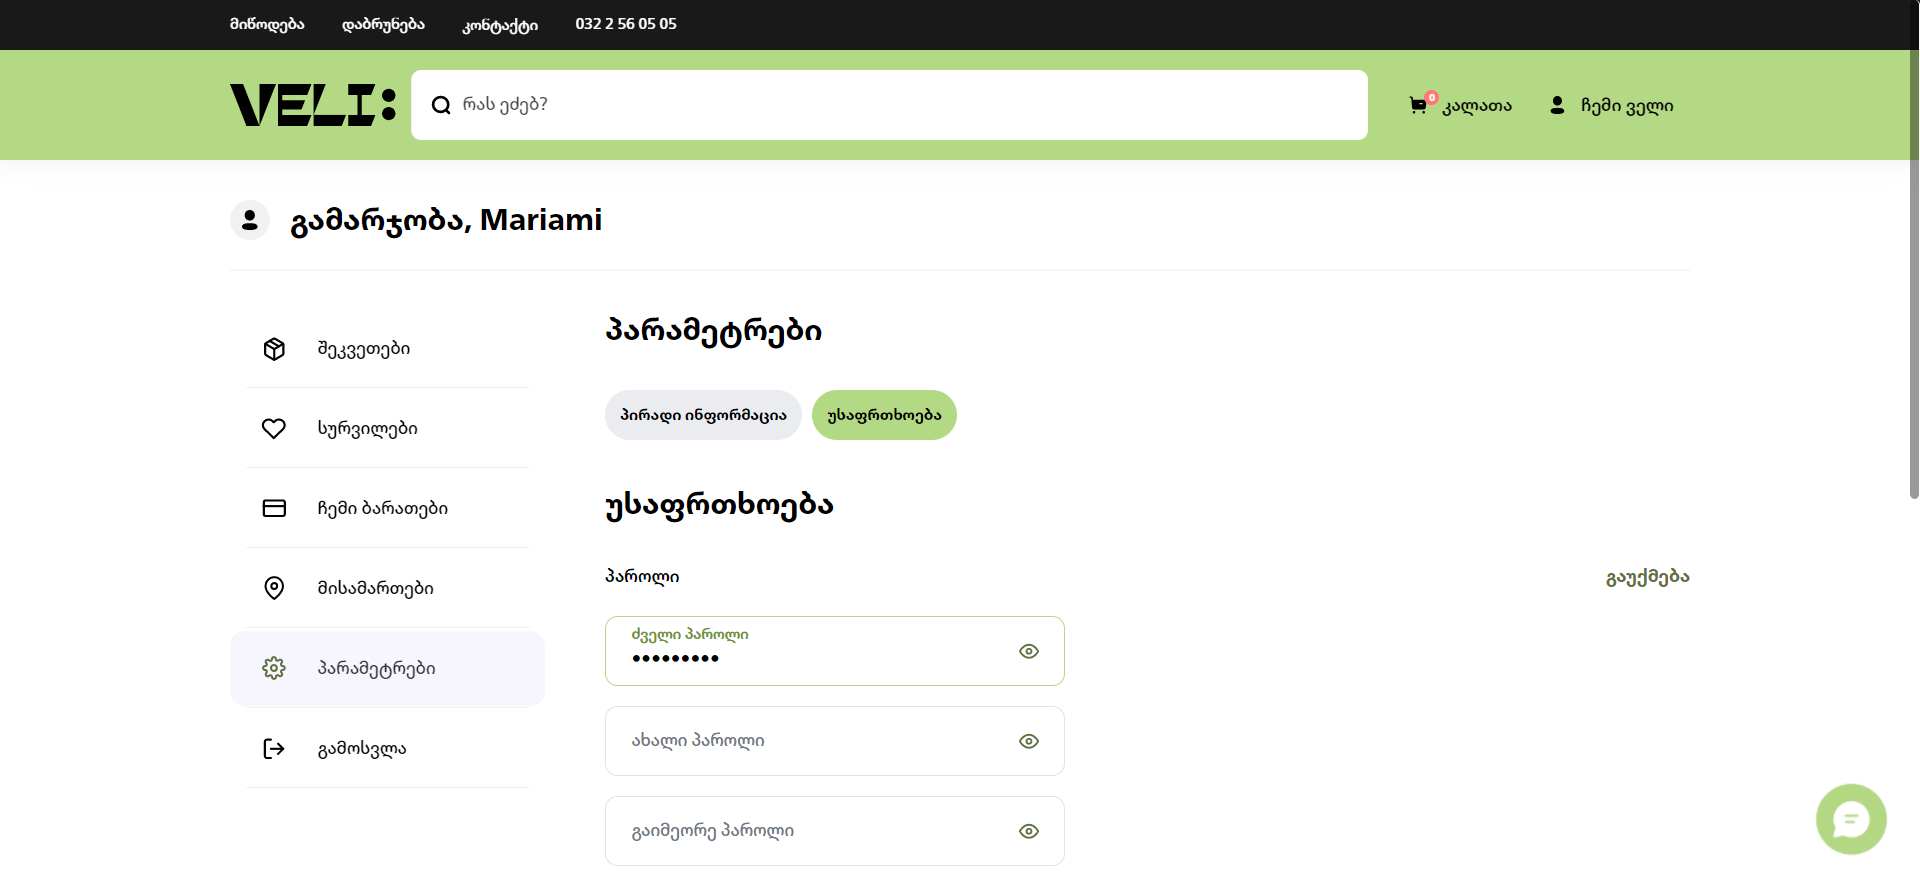 მიწოდება
დაბრუნება
კონტაქტი
032 2 56 05 05
VELI:
რას ეძებ?
0
კალათა
ჩემი ველი
გამარჯობა, Mariami
შეკვეთები
სურვილები
ჩემი ბარათები
მისამართები
პარამეტრები
გამოსვლა
პარამეტრები
პირადი ინფორმაცია
უსაფრთხოება
უსაფრთხოება
პაროლი
გაუქმება
ძველი პაროლი
•••••••••
ახალი პაროლი
გაიმეორე პაროლი